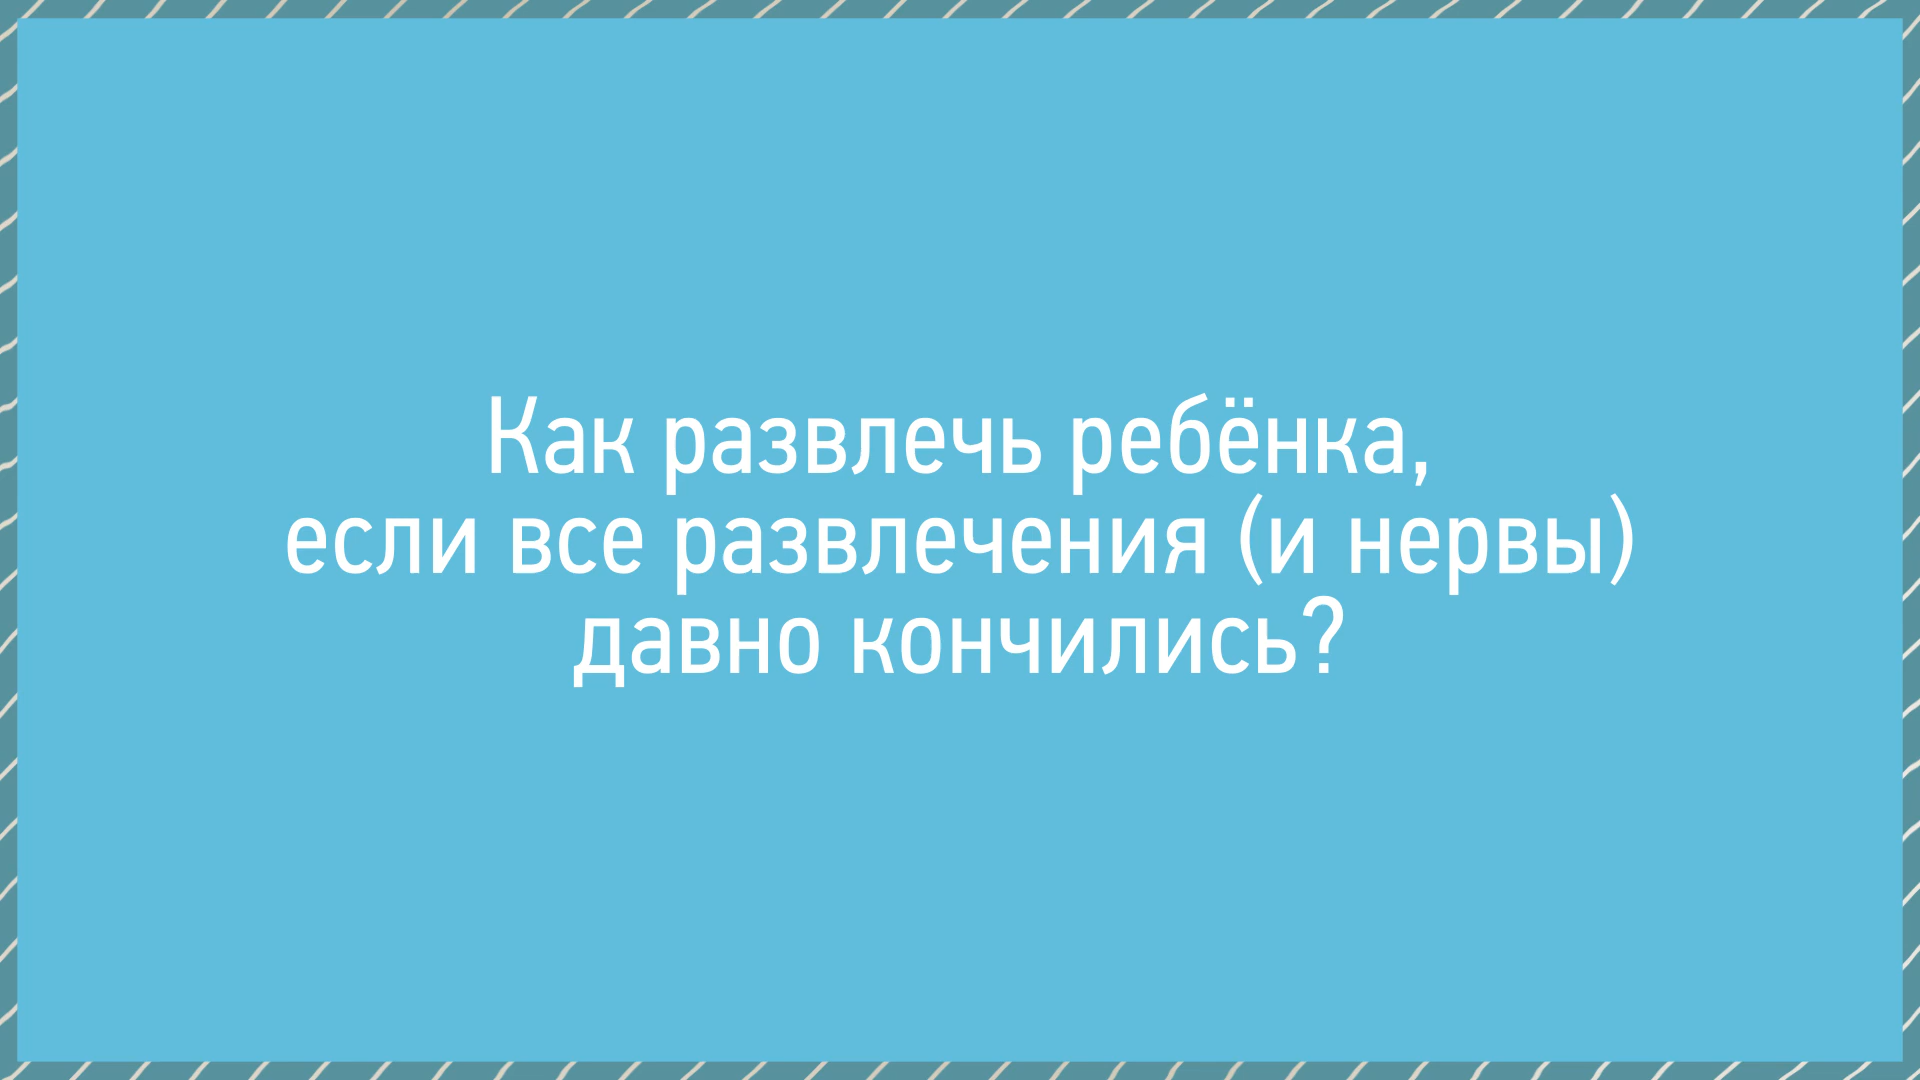 Как развлечь ребёнка,
если все развлечения (и нервы)
давно кончились?